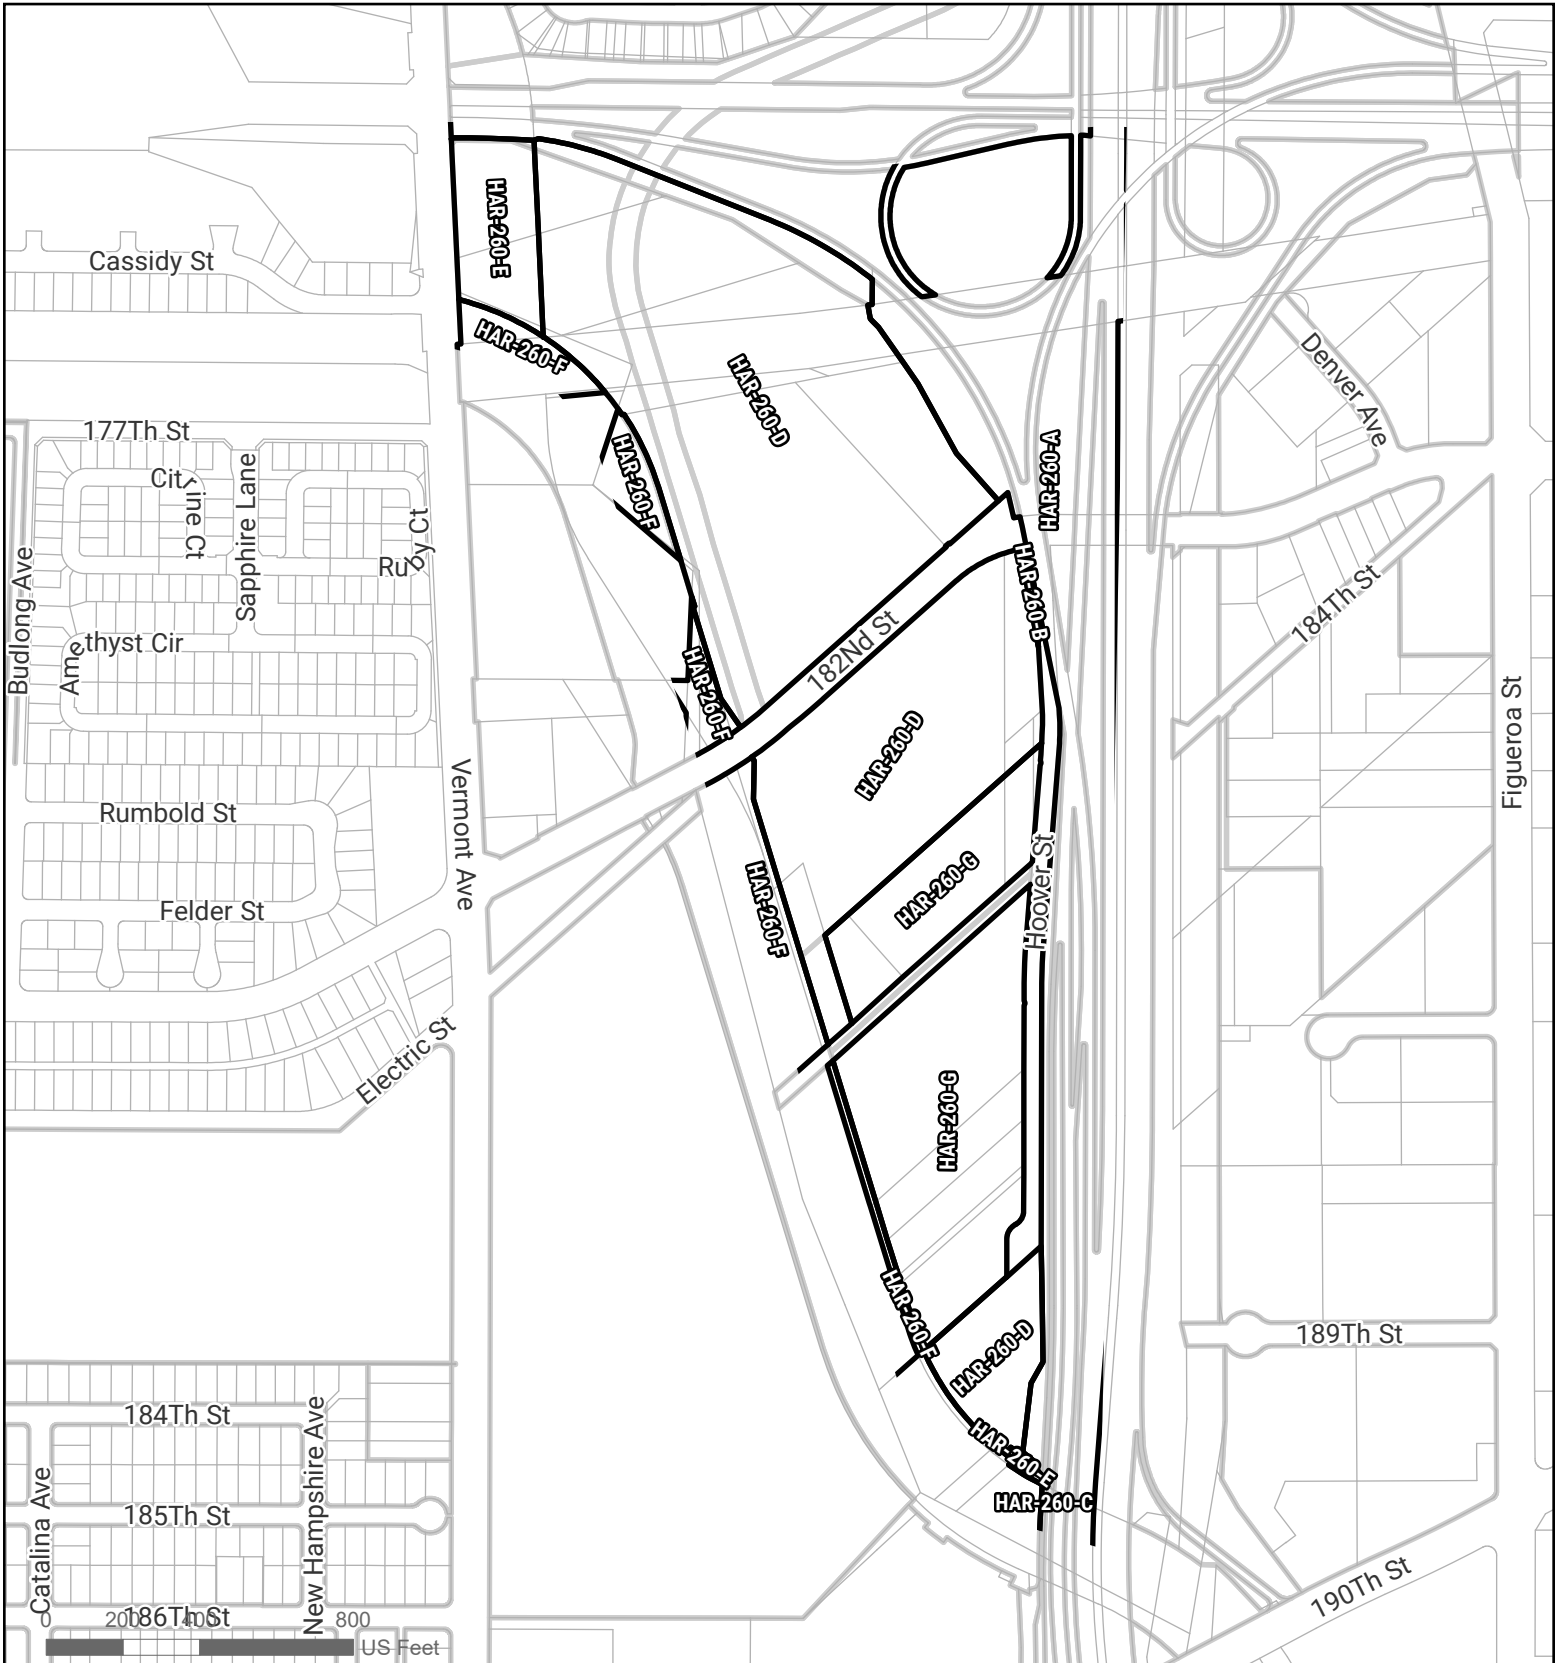 HAR-260-E
Cassidy St
HAR-260-F
Denver Ave
HAR-260-D
177Th St
HAR-260-A
HAR-260-F
Citrine Ct
Sapphire Lane
Ruby Ct
HAR-260-B
184Th St
Budlong Ave
Amethyst Cir
182Nd St
HAR-260-F
Figueroa St
HAR-260-D
Vermont Ave
Rumbold St
HAR-260-G
Hoover St
Felder St
HAR-260-F
Electric St
HAR-260-G
HAR-260-F
189Th St
HAR-260-D
184Th St
New Hampshire Ave
HAR-260-E
Catalina Ave
HAR-260-C
185Th St
190Th St
186Th St
0 200 400 800
US Feet